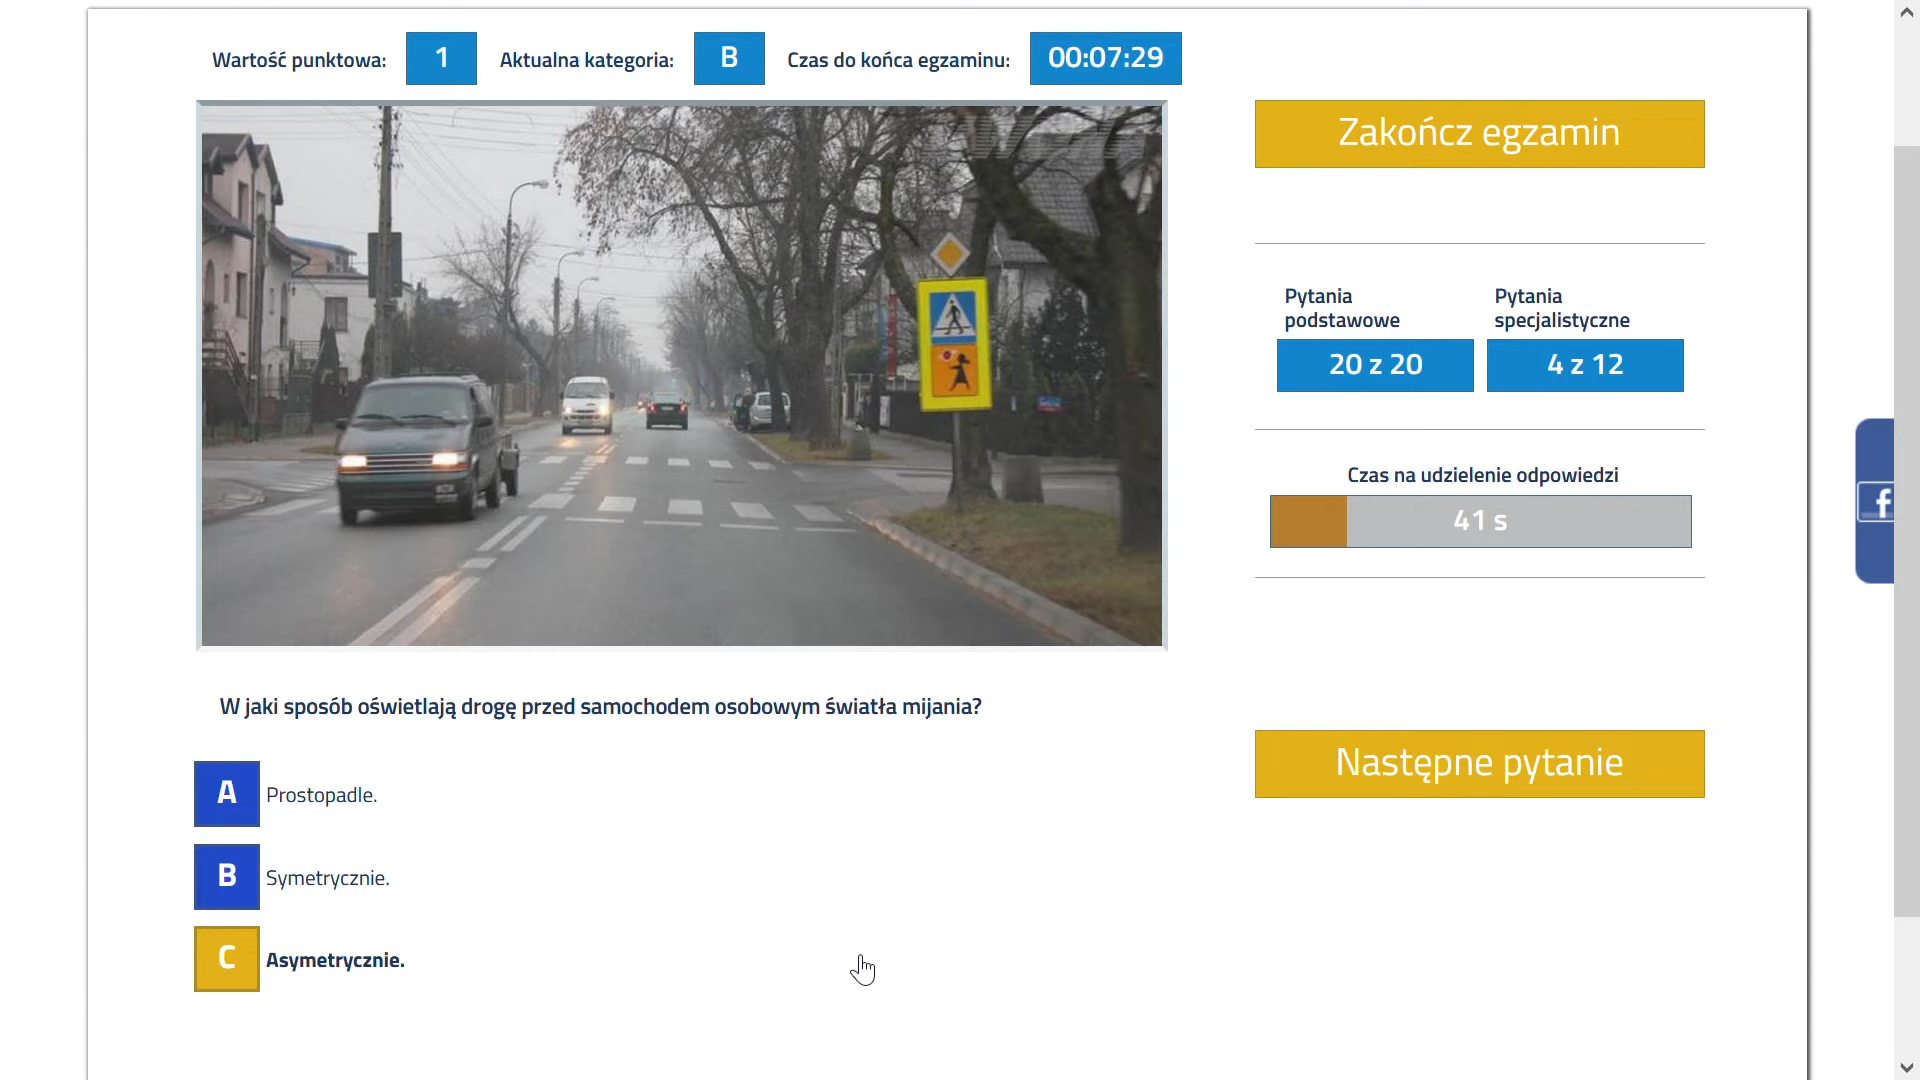 Wartość punktowa: 1 Aktualna kategoria: B Czas do końca egzaminu: 00:07:29
Zakończ egzamin
Pytania podstawowe
20 z 20
Pytania specjalistyczne
4 z 12
Czas na udzielenie odpowiedzi
41 s
W jaki sposób oświetlają drogę przed samochodem osobowym światła mijania?
A Prostopadle.
B Symetrycznie.
C Asymetrycznie.
Następne pytanie
f